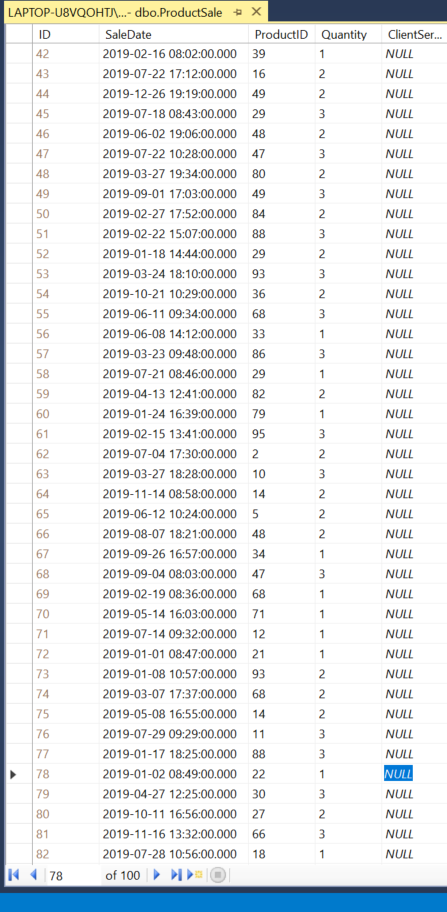 LAPTOP-U8VQOHTJ\...- dbo.ProductSale
ID SaleDate ProductID Quantity ClientSer...
42 2019-02-16 08:02:00.000 39 1 NULL
43 2019-07-22 17:12:00.000 16 2 NULL
44 2019-12-26 19:19:00.000 49 2 NULL
45 2019-07-18 08:43:00.000 29 3 NULL
46 2019-06-02 19:06:00.000 48 2 NULL
47 2019-07-22 10:28:00.000 47 3 NULL
48 2019-03-27 19:34:00.000 80 2 NULL
49 2019-09-01 17:03:00.000 49 3 NULL
50 2019-02-27 17:52:00.000 84 2 NULL
51 2019-02-22 15:07:00.000 88 3 NULL
52 2019-01-18 14:44:00.000 29 2 NULL
53 2019-03-24 18:10:00.000 93 3 NULL
54 2019-10-21 10:29:00.000 36 2 NULL
55 2019-06-11 09:34:00.000 68 3 NULL
56 2019-06-08 14:12:00.000 33 1 NULL
57 2019-03-23 09:48:00.000 86 3 NULL
58 2019-07-21 08:46:00.000 29 1 NULL
59 2019-04-13 12:41:00.000 82 2 NULL
60 2019-01-24 16:39:00.000 79 1 NULL
61 2019-02-15 13:41:00.000 95 3 NULL
62 2019-07-04 17:30:00.000 2 2 NULL
63 2019-03-27 18:28:00.000 10 3 NULL
64 2019-11-14 08:58:00.000 14 2 NULL
65 2019-06-12 10:24:00.000 5 2 NULL
66 2019-08-07 18:21:00.000 48 2 NULL
67 2019-09-26 16:57:00.000 34 1 NULL
68 2019-09-04 08:03:00.000 47 3 NULL
69 2019-02-19 08:36:00.000 68 1 NULL
70 2019-05-14 16:03:00.000 71 1 NULL
71 2019-07-14 09:32:00.000 12 1 NULL
72 2019-01-01 08:47:00.000 21 1 NULL
73 2019-01-08 10:57:00.000 93 2 NULL
74 2019-03-07 17:37:00.000 68 2 NULL
75 2019-05-08 16:55:00.000 14 2 NULL
76 2019-07-29 09:29:00.000 11 3 NULL
77 2019-01-17 18:25:00.000 88 3 NULL
78 2019-01-02 08:49:00.000 22 1 NULL
79 2019-04-27 12:25:00.000 30 3 NULL
80 2019-10-11 16:56:00.000 27 2 NULL
81 2019-11-16 13:32:00.000 66 3 NULL
82 2019-07-28 10:56:00.000 18 1 NULL
78 of 100